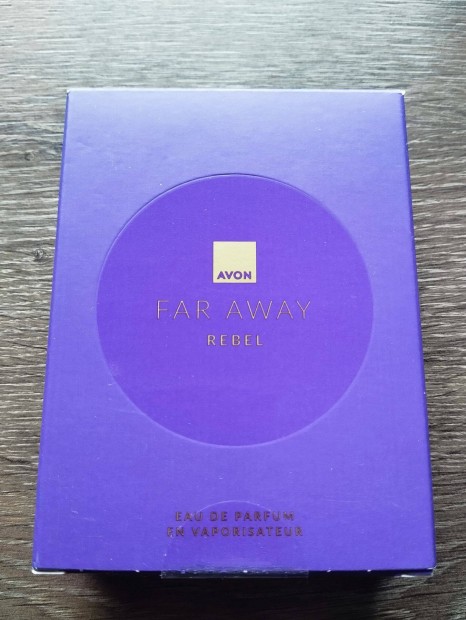 AVON
FAR AWAY
REBEL
EAU DE PARFUM
EN VAPORISATEUR